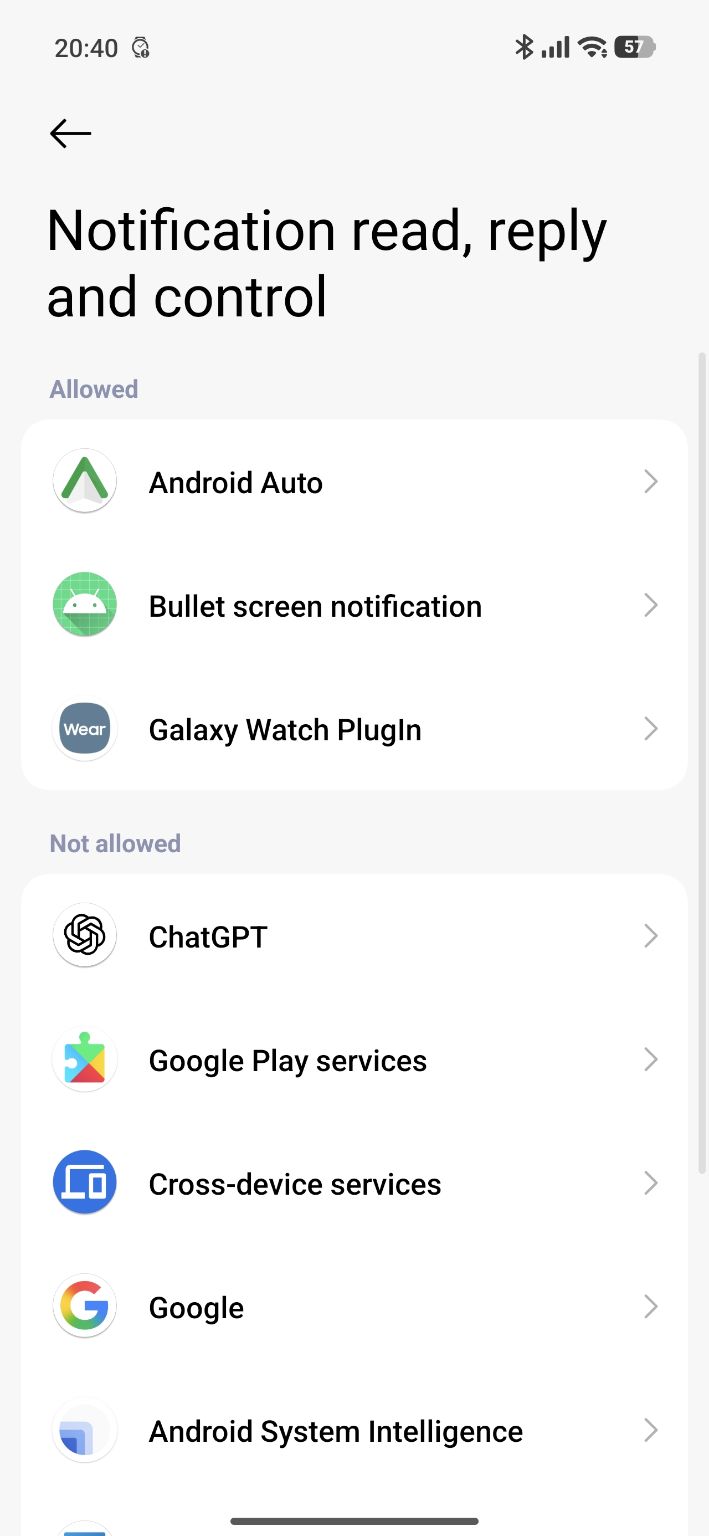 20:40
57
Notification read, reply
and control
Allowed
Android Auto
Bullet screen notification
Wear
Galaxy Watch PlugIn
Not allowed
ChatGPT
Google Play services
Cross-device services
Google
Android System Intelligence